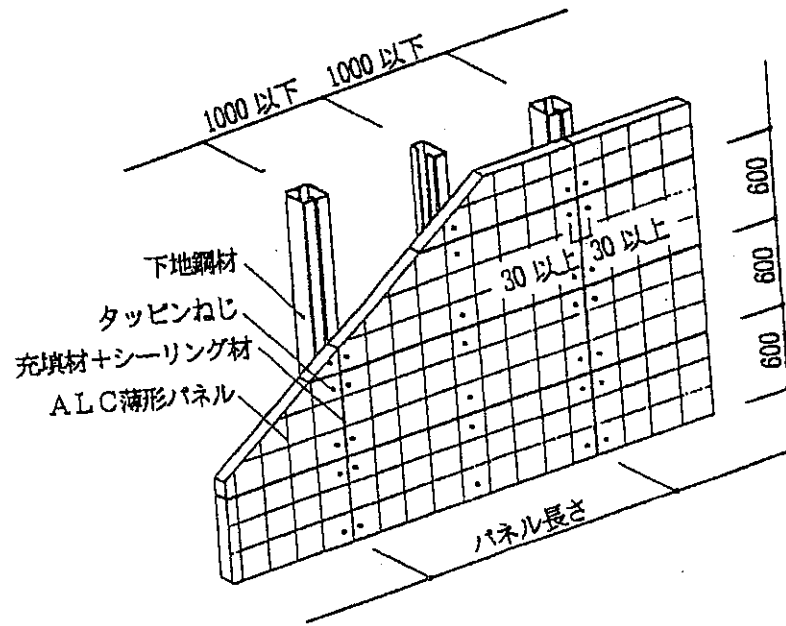 1000 以下 1000 以下
下地鋼材
タッピンねじ
充填材＋シーリング材
ＡＬＣ薄形パネル
30 以上 30 以上
600
600
600
パネル長さ